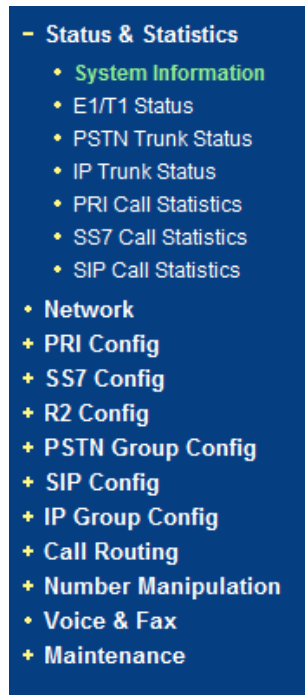 − Status & Statistics
• System Information
• E1/T1 Status
• PSTN Trunk Status
• IP Trunk Status
• PRI Call Statistics
• SS7 Call Statistics
• SIP Call Statistics
• Network
+ PRI Config
+ SS7 Config
+ R2 Config
+ PSTN Group Config
+ SIP Config
+ IP Group Config
+ Call Routing
+ Number Manipulation
• Voice & Fax
+ Maintenance